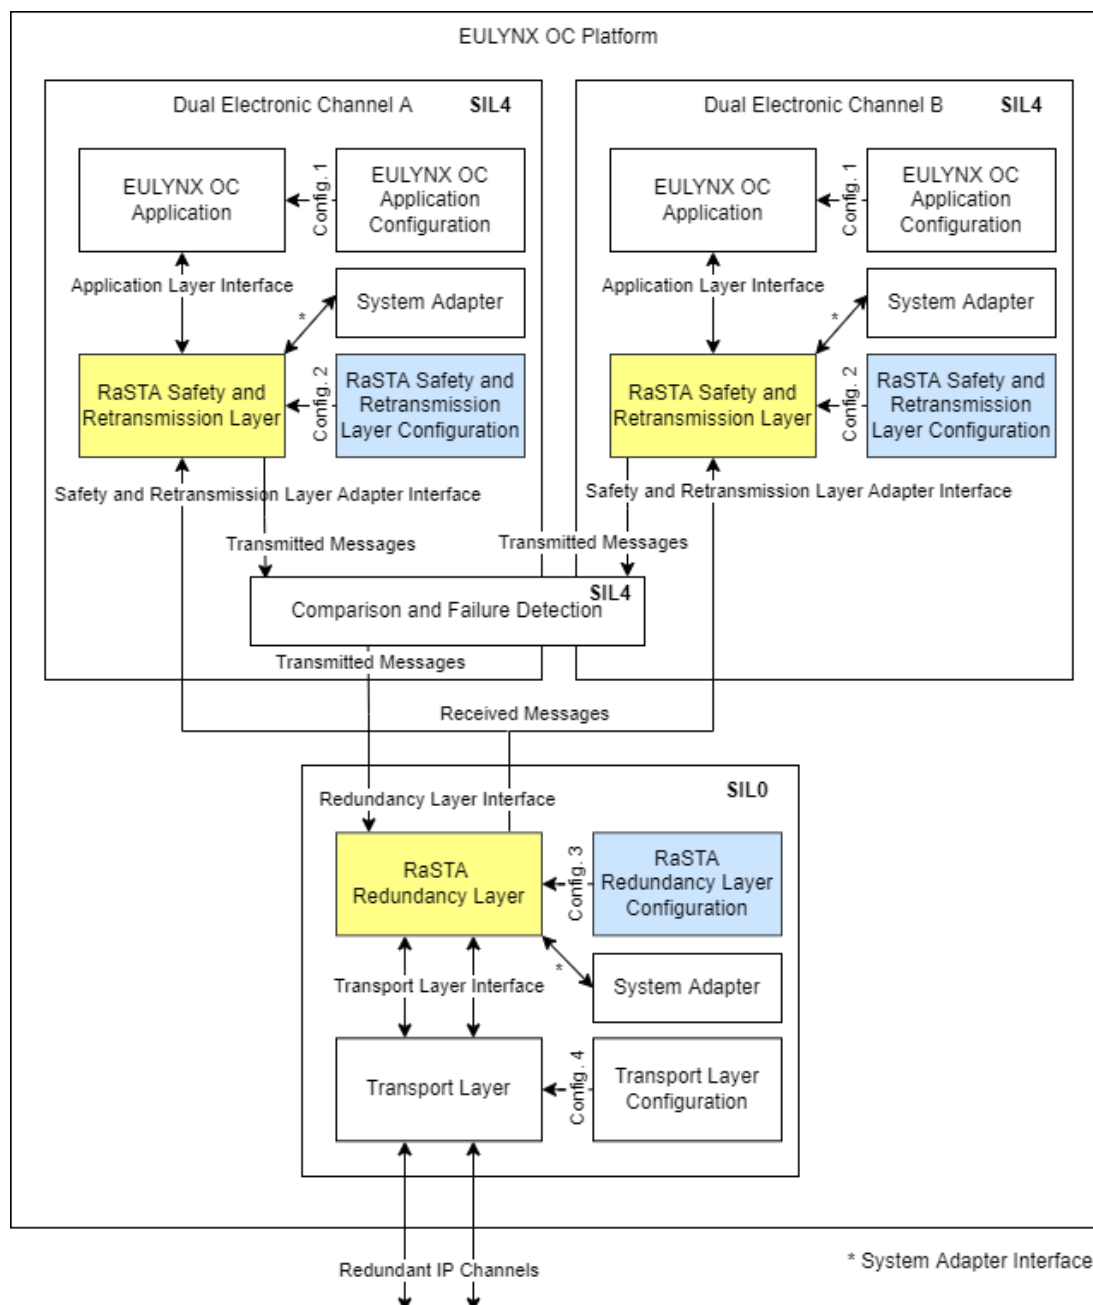 EULYNX OC Platform
Dual Electronic Channel A
SIL4
EULYNX OC
Application
Config. 1
EULYNX OC
Application
Configuration
Application Layer Interface
*
System Adapter
RaSTA Safety and
Retransmission Layer
Config. 2
RaSTA Safety and
Retransmission
Layer Configuration
Safety and Retransmission Layer Adapter Interface
Transmitted Messages
Dual Electronic Channel B
SIL4
EULYNX OC
Application
Config. 1
EULYNX OC
Application
Configuration
Application Layer Interface
*
System Adapter
RaSTA Safety and
Retransmission Layer
Config. 2
RaSTA Safety and
Retransmission
Layer Configuration
Safety and Retransmission Layer Adapter Interface
Transmitted Messages
SIL4
Comparison and Failure Detection
Transmitted Messages
Received Messages
SIL0
Redundancy Layer Interface
RaSTA
Redundancy Layer
Config. 3
RaSTA
Redundancy Layer
Configuration
*
System Adapter
Transport Layer Interface
Transport Layer
Config. 4
Transport Layer
Configuration
Redundant IP Channels
* System Adapter Interface